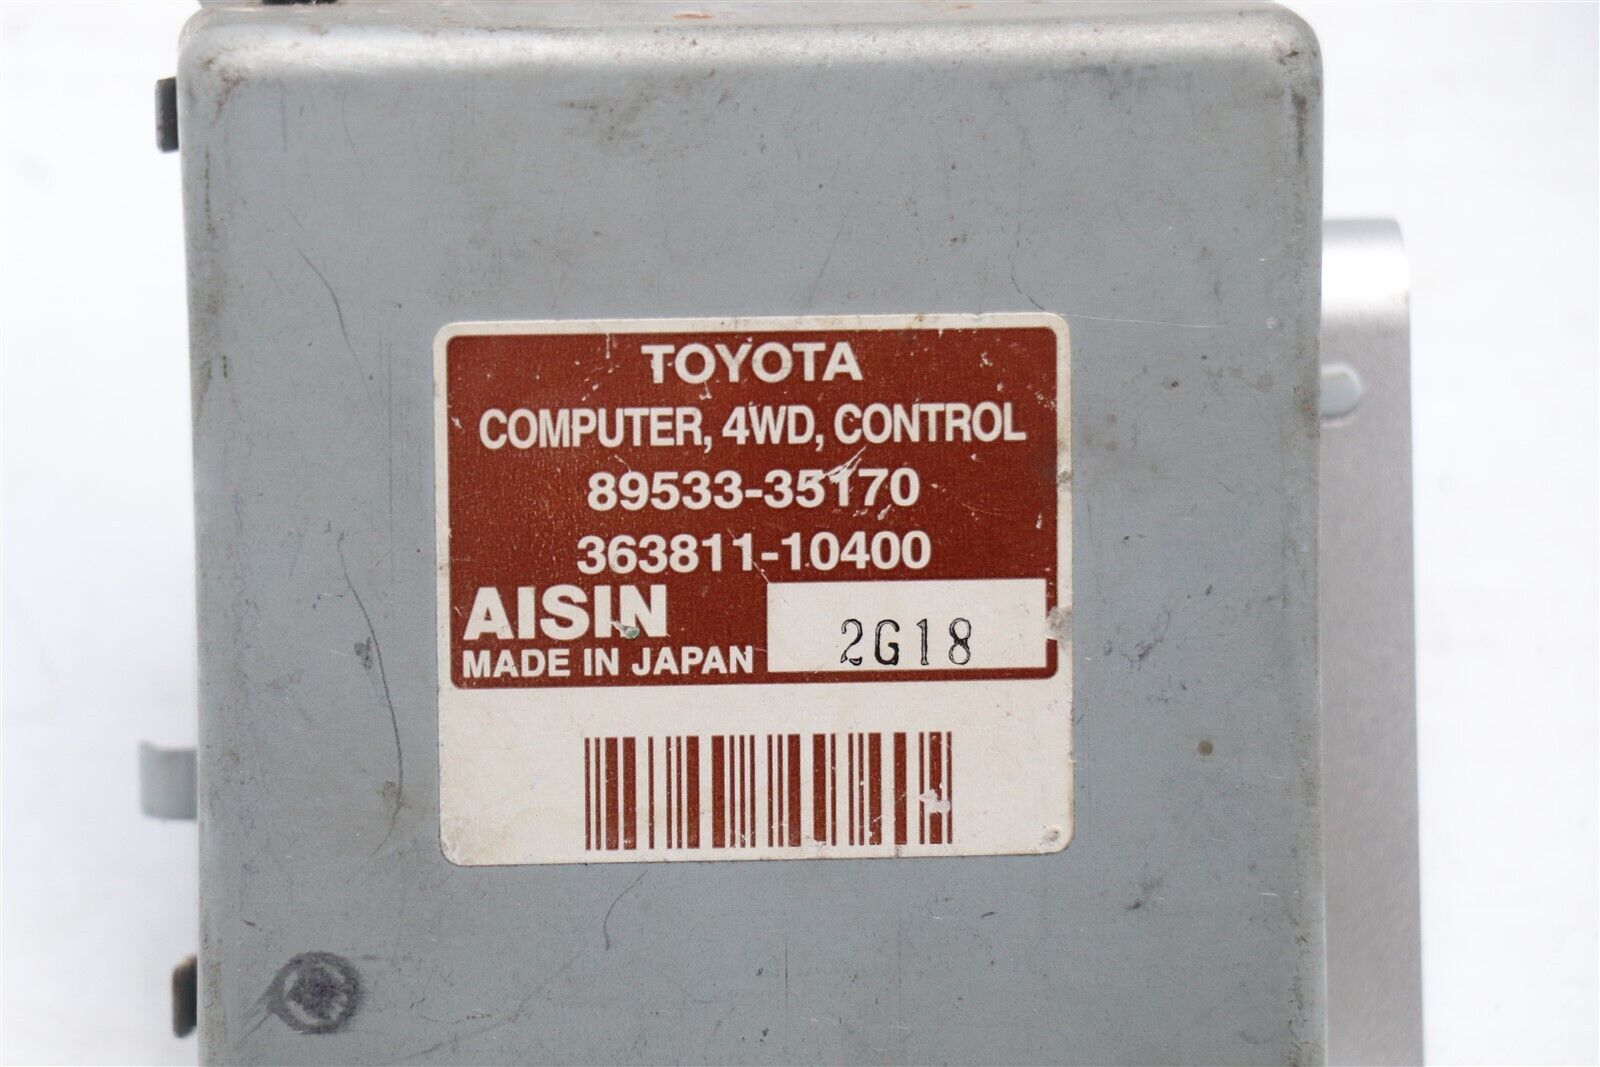 TOYOTA
COMPUTER, 4WD, CONTROL
89533-35170
363811-10400
AISIN
MADE IN JAPAN
2G18